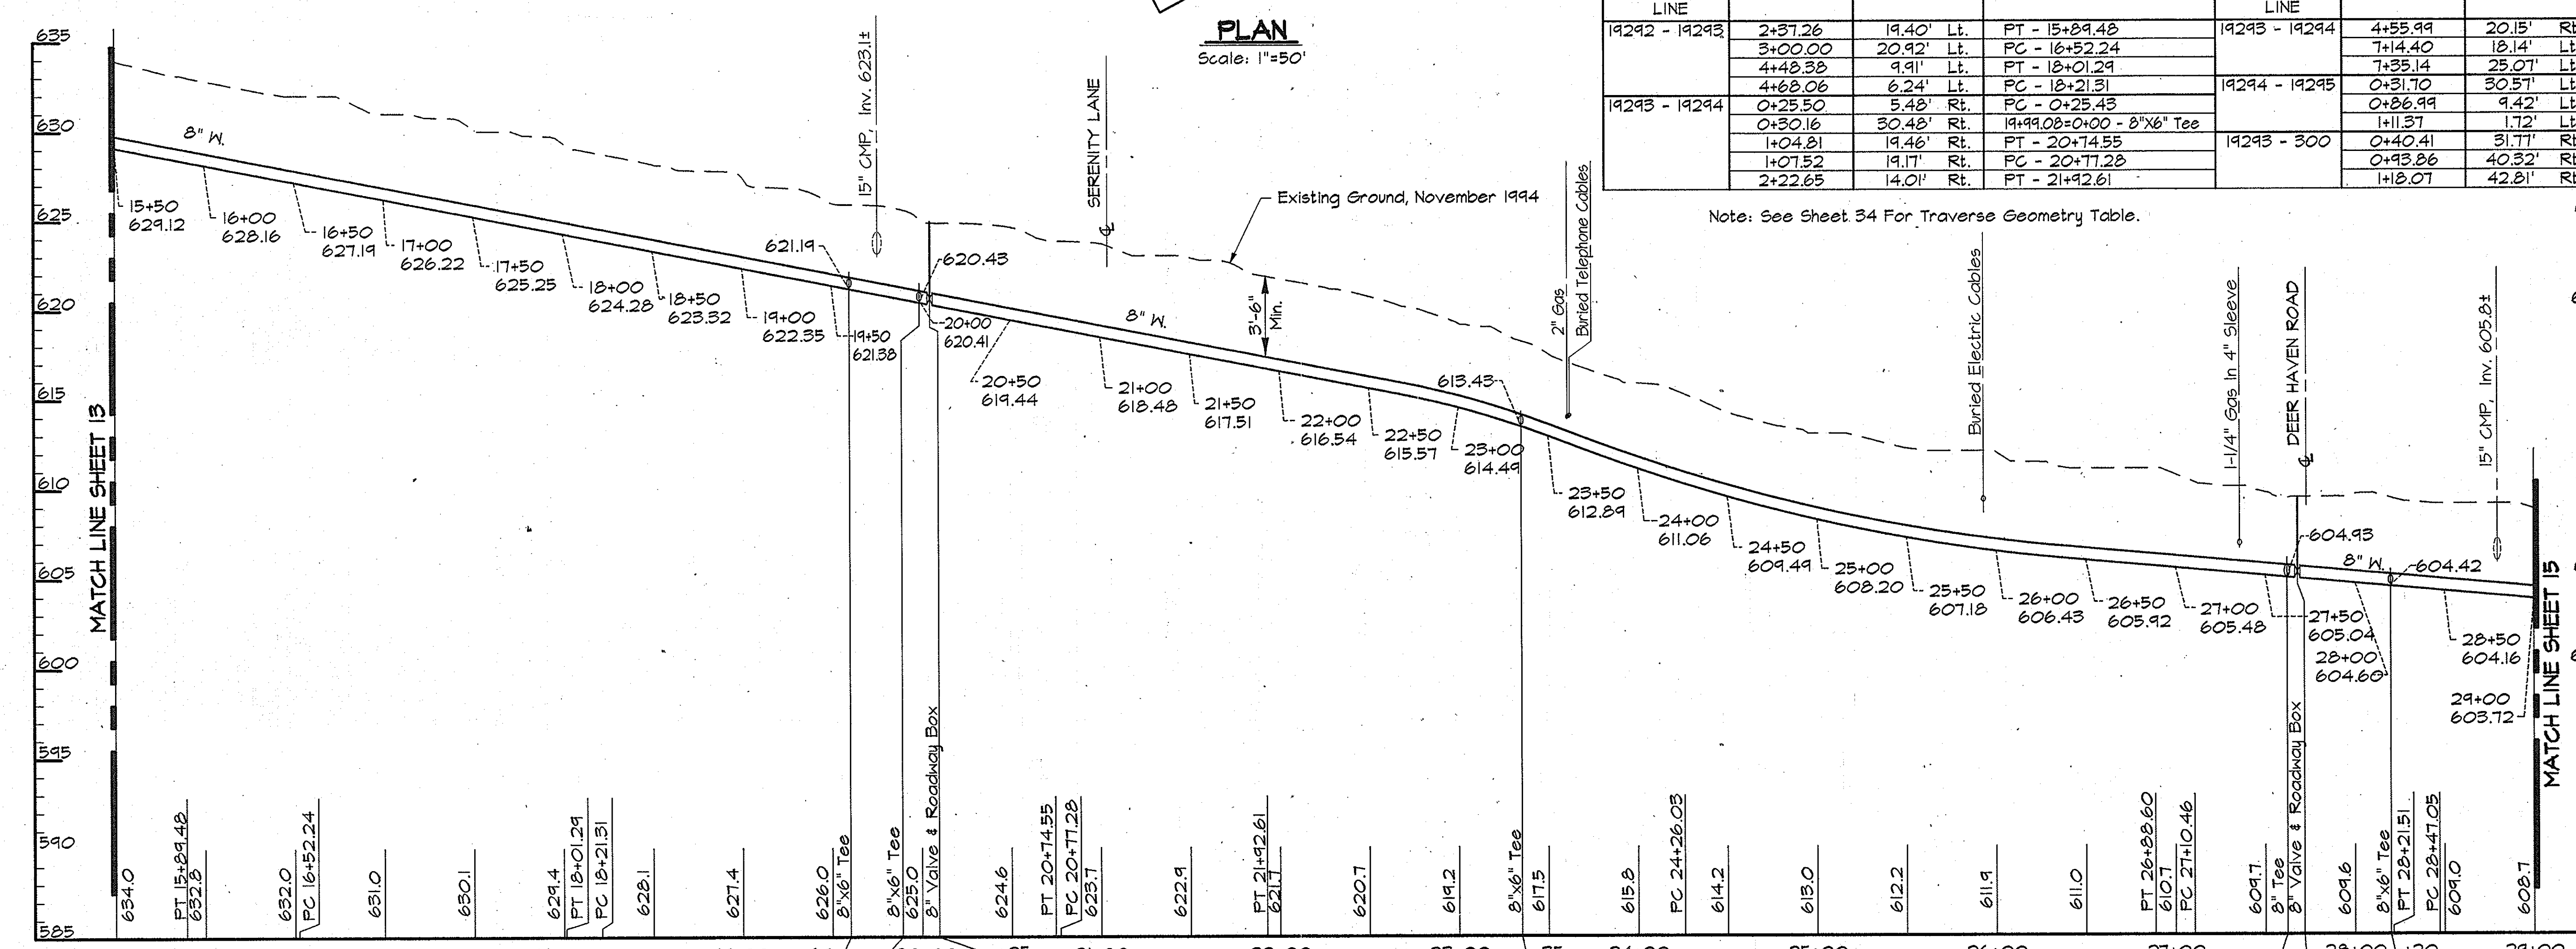 PLAN
Scale: 1"=50'
LINE LINE
19292 - 19293 2+37.26 19.40' Lt. PT - 15+89.48 19293 - 19294 4+55.99 20.15' Rt
3+00.00 20.92' Lt. PC - 16+52.24 7+14.40 18.14' Lt
4+48.38 9.91' Lt. PT - 18+01.29 7+35.14 25.07' Lt
4+68.06 6.24' Lt. PC - 18+21.31 19294 - 19295 0+31.70 30.57' Lt
19293 - 19294 0+25.50 5.48' Rt. PC - 0+25.43 0+86.99 9.42' Lt
0+30.16 30.48' Rt. 19+99.08=0+00 - 8"X6" Tee 1+11.37 1.72' Lt
1+04.81 19.46' Rt. PT - 20+74.55 19293 - 300 0+40.41 31.77' Rt
1+07.52 19.17' Rt. PC - 20+77.28 0+93.86 40.32' Rt
2+22.65 14.01' Rt. PT - 21+92.61 1+18.07 42.81' Rt
Note: See Sheet 34 For Traverse Geometry Table.
635
630
625
620
615
610
605
600
595
590
585
MATCH LINE SHEET 13
8" W.
15" CMP, Inv. 623.1±
SERENITY LANE
℄
Existing Ground, November 1994
2" Gas
Buried Telephone Cables
Buried Electric Cables
1-1/4" Gas In 4" Sleeve
DEER HAVEN ROAD
℄
15" CMP, Inv. 605.8±
MATCH LINE SHEET 15
15+50
629.12
16+00
628.16
16+50
627.19
17+00
626.22
17+50
625.25
18+00
624.28
18+50
623.32
19+00
622.35
19+50
621.38
621.19
620.43
20+00
620.41
20+50
619.44
8" W.
3'-6"
Min.
21+00
618.48
21+50
617.51
22+00
616.54
22+50
615.57
23+00
614.49
613.43
23+50
612.89
24+00
611.06
24+50
609.49
25+00
608.20
25+50
607.18
26+00
606.43
26+50
605.92
27+00
605.48
27+50
605.04
604.93
8" W.
604.42
28+00
604.60
28+50
604.16
29+00
603.72
634.0
PT 15+89.48
632.8
632.0
PC 16+52.24
631.0
630.1
629.4
PT 18+01.29
PC 18+21.31
628.1
627.4
626.0
8"x6" Tee
8"x6" Tee
625.0
8" Valve & Roadway Box
624.6
PT 20+74.55
PC 20+77.28
623.7
622.9
PT 21+92.61
621.7
620.7
619.2
8"x6" Tee
617.5
615.8
PC 24+26.03
614.2
613.0
612.2
611.9
611.0
PT 26+88.60
610.7
PC 27+10.46
609.7
8" Tee
8" Valve & Roadway Box
609.6
8"x6" Tee
PT 28+21.51
PC 28+47.05
609.0
608.7